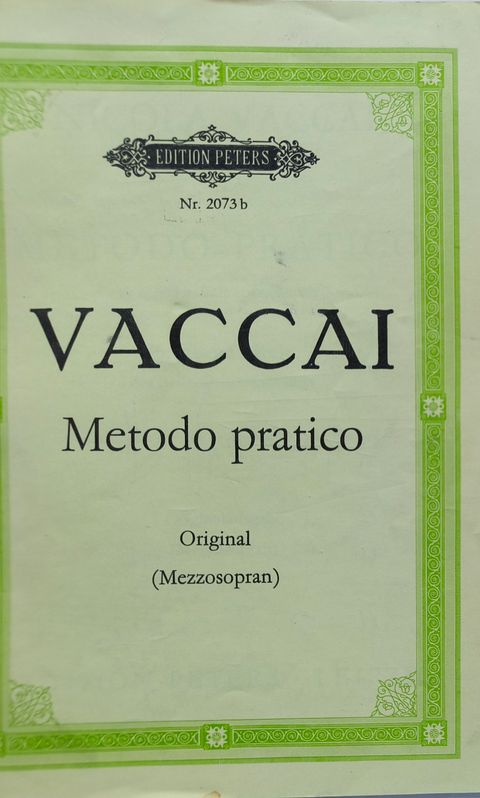 EDITION PETERS
Nr. 2073 b
VACCAI
Metodo pratico
Original
(Mezzosopran)